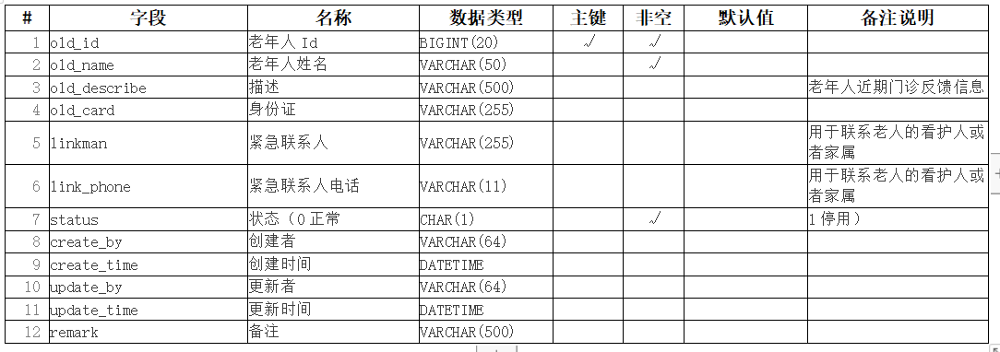 # 字段 名称 数据类型 主键 非空 默认值 备注说明
1 old_id 老年人 Id BIGINT(20) √ √
2 old_name 老年人姓名 VARCHAR(50) √
3 old_describe 描述 VARCHAR(500) 老年人近期门诊反馈信息
4 old_card 身份证 VARCHAR(255)
5 linkman 紧急联系人 VARCHAR(255) 用于联系老人的看护人或
者家属
6 link_phone 紧急联系人电话 VARCHAR(11) 用于联系老人的看护人或
者家属
7 status 状态（0 正常 CHAR(1) √ 1 停用）
8 create_by 创建者 VARCHAR(64)
9 create_time 创建时间 DATETIME
10 update_by 更新者 VARCHAR(64)
11 update_time 更新时间 DATETIME
12 remark 备注 VARCHAR(500)